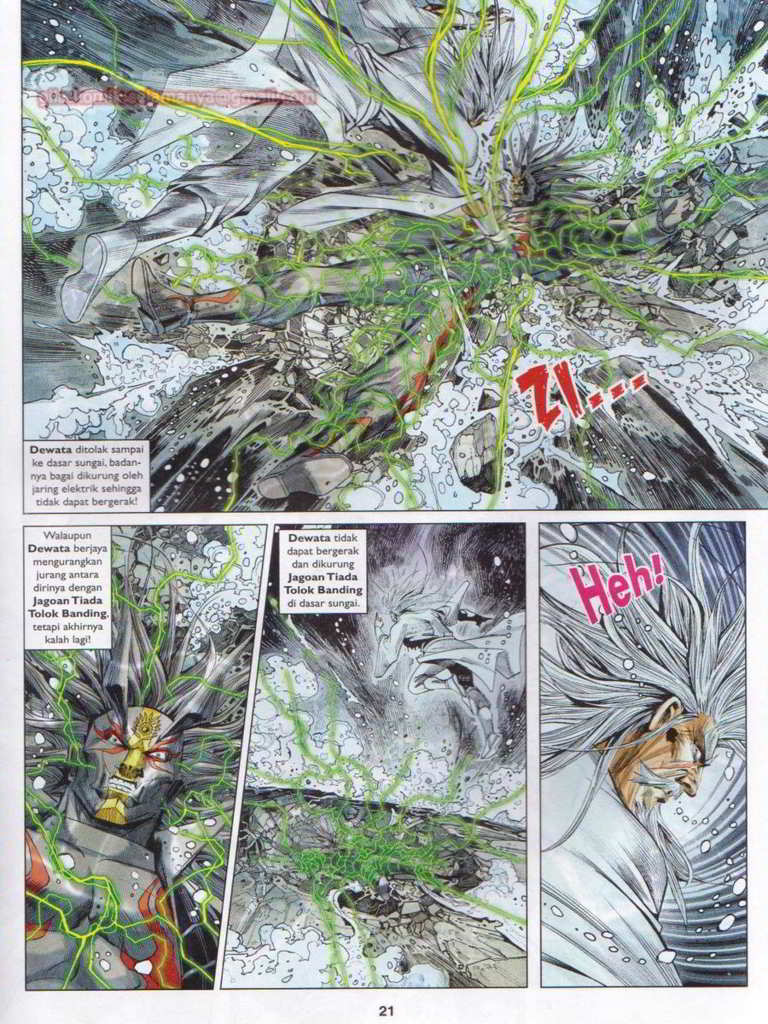 ZI...
Dewata ditolak sampai
ke dasar sungai, badan-
nya bagai dikurung oleh
jaring elektrik sehingga
tidak dapat bergerak!
Walaupun
Dewata berjaya
mengurangkan
jurang antara
dirinya dengan
Jagoan Tiada
Tolok Banding,
tetapi akhirnya
kalah lagi!
Dewata tidak
dapat bergerak
dan dikurung
Jagoan Tiada
Tolok Banding
di dasar sungai.
Heh!
21